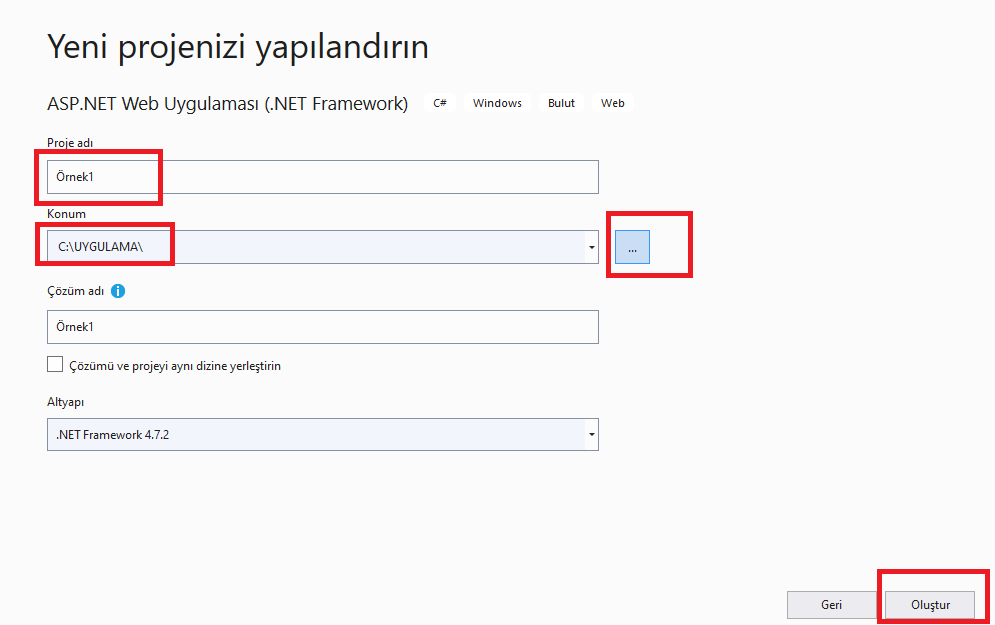 Yeni projenizi yapılandırın
ASP.NET Web Uygulaması (.NET Framework) C# Windows Bulut Web
Proje adı
Örnek1
Konum
C:\UYGULAMA\ ...
Çözüm adı i
Örnek1
Çözümü ve projeyi aynı dizine yerleştirin
Altyapı
.NET Framework 4.7.2
Geri Oluştur